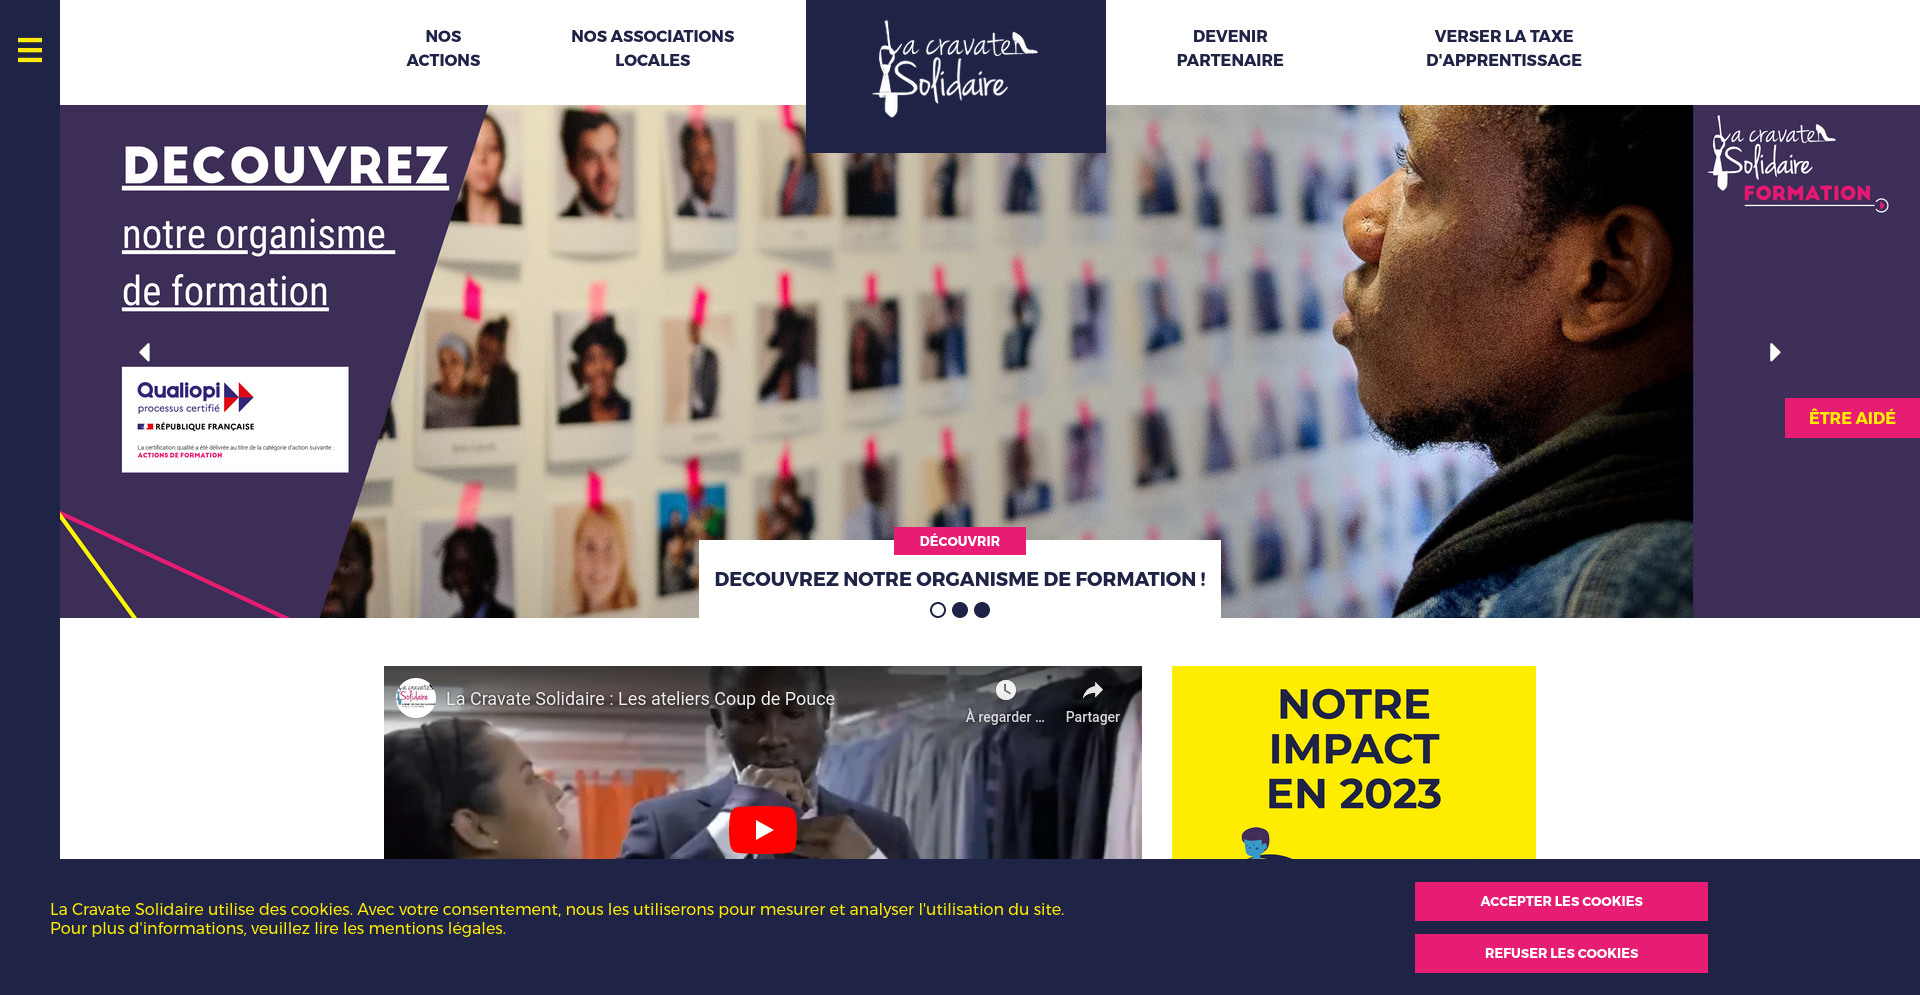 NOS
ACTIONS
NOS ASSOCIATIONS
LOCALES
La cravate
Solidaire
DEVENIR
PARTENAIRE
VERSER LA TAXE
D'APPRENTISSAGE
DECOUVREZ
notre organisme
de formation
Qualiopi
processus certifié
RÉPUBLIQUE FRANÇAISE
La certification qualité a été délivrée au titre de la catégorie d'action suivante :
ACTIONS DE FORMATION
La cravate
Solidaire
FORMATION
ÊTRE AIDÉ
DÉCOUVRIR
DECOUVREZ NOTRE ORGANISME DE FORMATION !
La Cravate Solidaire : Les ateliers Coup de Pouce
À regarder ...
Partager
NOTRE
IMPACT
EN 2023
La Cravate Solidaire utilise des cookies. Avec votre consentement, nous les utiliserons pour mesurer et analyser l'utilisation du site.
Pour plus d'informations, veuillez lire les mentions légales.
ACCEPTER LES COOKIES
REFUSER LES COOKIES